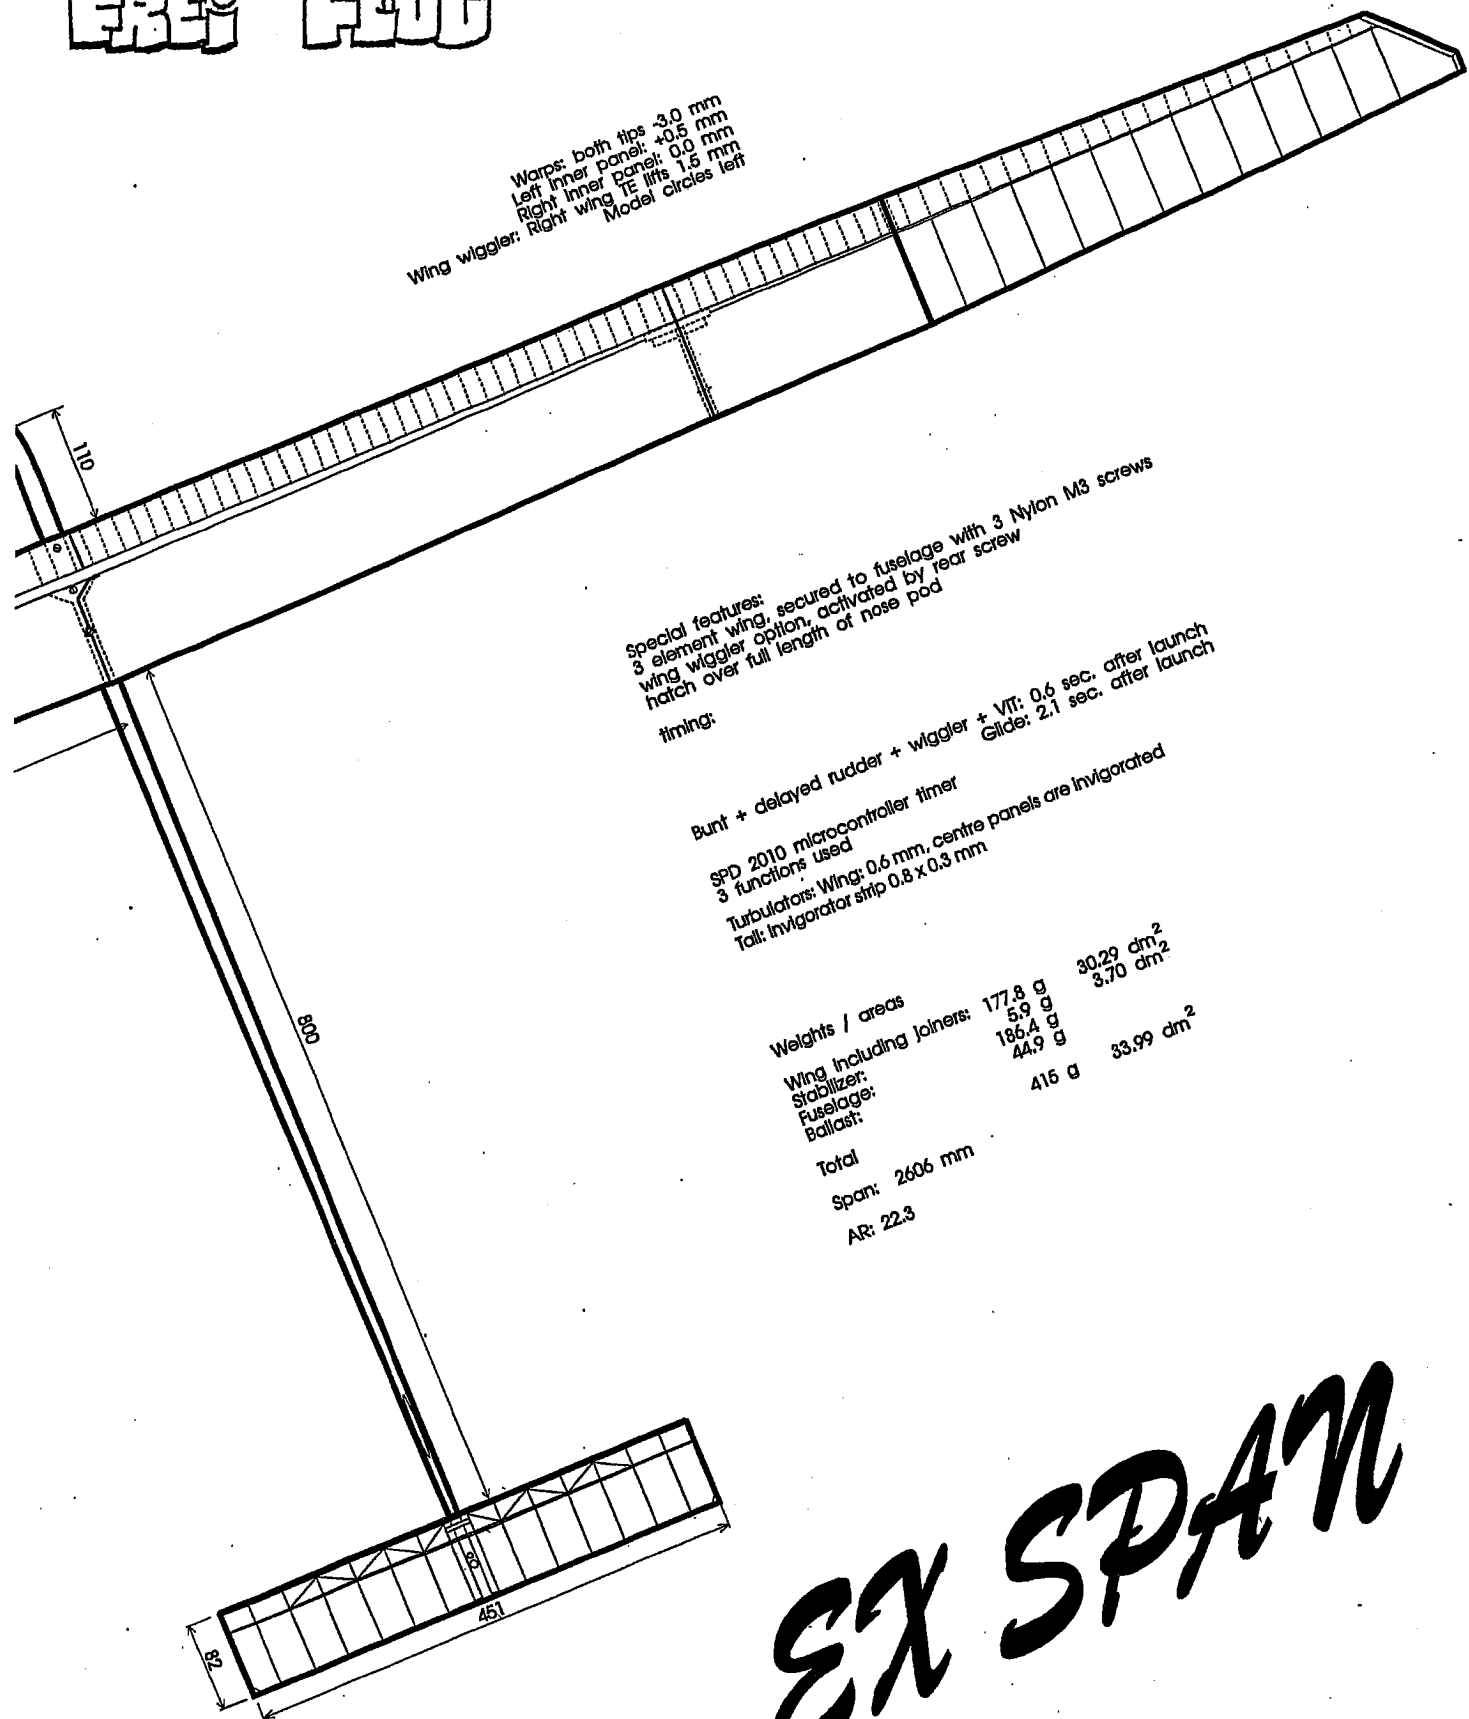 FREi FLUG
Warps: both tips -3.0 mm
Left inner panel: +0.5 mm
Right inner panel: 0.0 mm
Wing wiggler: Right wing TE lifts 1.5 mm
Model circles left
110
Special features:
3 element wing, secured to fuselage with 3 Nylon M3 screws
wing wiggler option, activated by rear screw
hatch over full length of nose pod
timing:
Bunt + delayed rudder + wiggler + VIT: 0.6 sec. after launch
Glide: 2.1 sec. after launch
SPD 2010 microcontroller timer
3 functions used
Turbulators: Wing: 0.6 mm, centre panels are invigorated
Tail: Invigorator strip 0.8 x 0.3 mm
800
Weights / areas
Wing including joiners: 177.8 g 30.29 dm²
Stabilizer: 5.9 g 3.70 dm²
Fuselage: 186.4 g
Ballast: 44.9 g
Total 415 g 33.99 dm²
Span: 2606 mm
AR: 22.3
451
82
EX SPAN